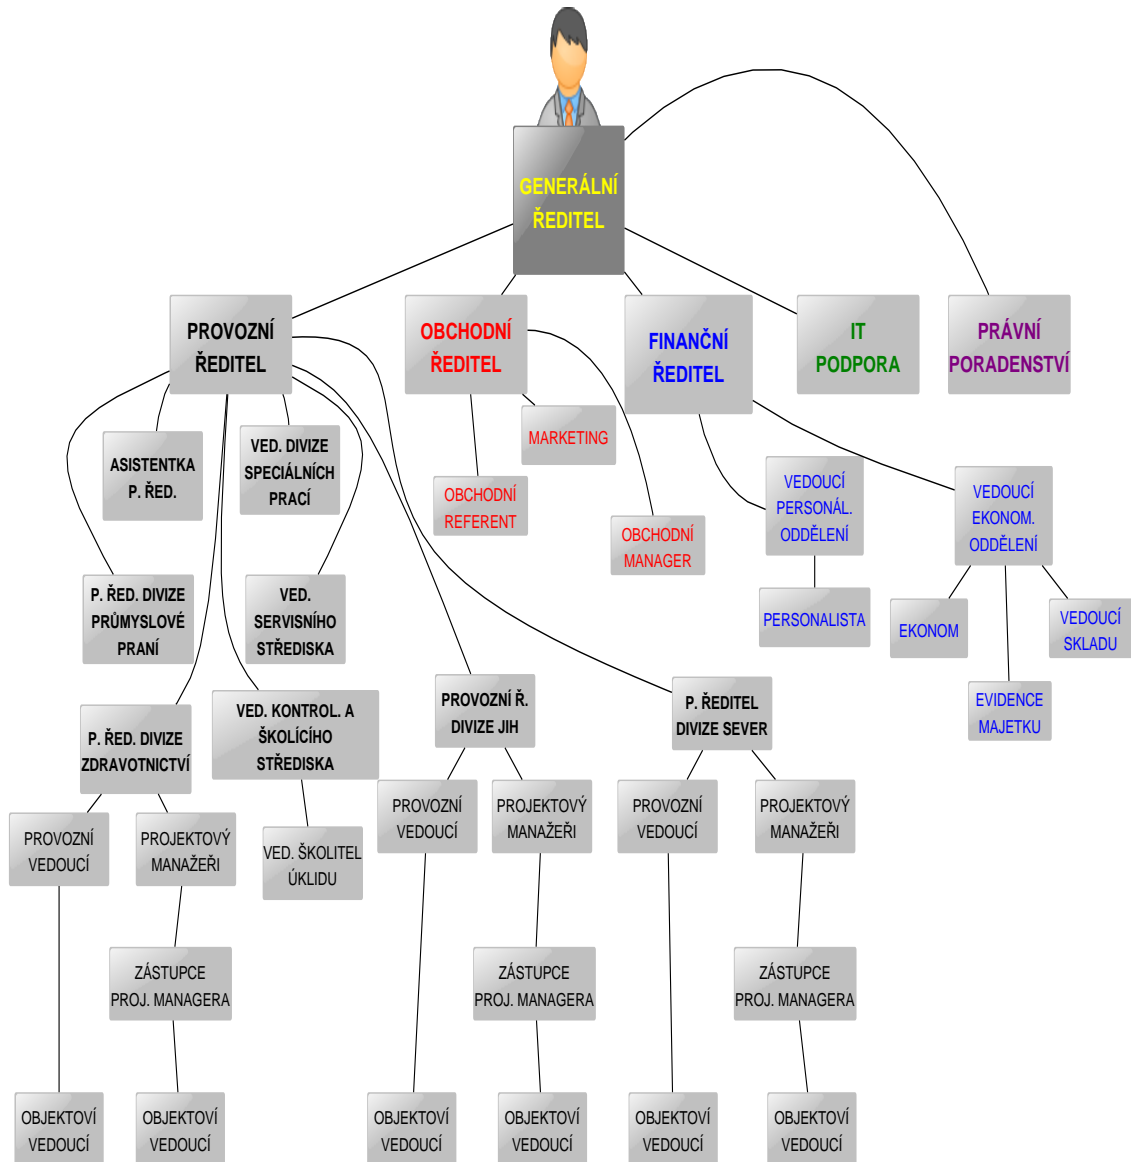 GENERÁLNÍ
ŘEDITEL
PROVOZNÍ
ŘEDITEL
OBCHODNÍ
ŘEDITEL
FINANČNÍ
ŘEDITEL
IT
PODPORA
PRÁVNÍ
PORADENSTVÍ
ASISTENTKA
P. ŘED.
VED. DIVIZE
SPECIÁLNÍCH
PRACÍ
MARKETING
OBCHODNÍ
REFERENT
OBCHODNÍ
MANAGER
VEDOUCÍ
PERSONÁL.
ODDĚLENÍ
VEDOUCÍ
EKONOM.
ODDĚLENÍ
P. ŘED. DIVIZE
PRŮMYSLOVÉ
PRANÍ
VED.
SERVISNÍHO
STŘEDISKA
PERSONALISTA
EKONOM
VEDOUCÍ
SKLADU
EVIDENCE
MAJETKU
P. ŘED. DIVIZE
ZDRAVOTNICTVÍ
VED. KONTROL. A
ŠKOLÍCÍHO
STŘEDISKA
PROVOZNÍ Ř.
DIVIZE JIH
P. ŘEDITEL
DIVIZE SEVER
PROVOZNÍ
VEDOUCÍ
PROJEKTOVÝ
MANAŽEŘI
VED. ŠKOLITEL
ÚKLIDU
PROVOZNÍ
VEDOUCÍ
PROJEKTOVÝ
MANAŽEŘI
PROVOZNÍ
VEDOUCÍ
PROJEKTOVÝ
MANAŽEŘI
ZÁSTUPCE
PROJ. MANAGERA
ZÁSTUPCE
PROJ. MANAGERA
ZÁSTUPCE
PROJ. MANAGERA
OBJEKTOVÍ
VEDOUCÍ
OBJEKTOVÍ
VEDOUCÍ
OBJEKTOVÍ
VEDOUCÍ
OBJEKTOVÍ
VEDOUCÍ
OBJEKTOVÍ
VEDOUCÍ
OBJEKTOVÍ
VEDOUCÍ